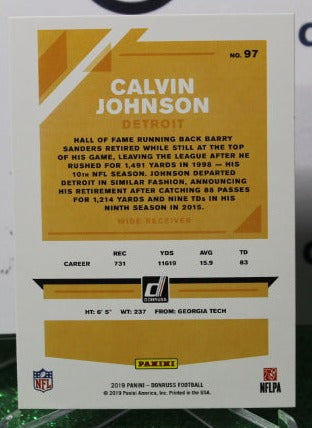 NO. 97
CALVIN
JOHNSON
DETROIT
HALL OF FAME RUNNING BACK BARRY
SANDERS RETIRED WHILE STILL AT THE
TOP OF HIS GAME, LEAVING THE LEAGUE AFTER HE
RUSHED FOR 1,491 YARDS IN 1998 — HIS
10TH NFL SEASON. JOHNSON DEPARTED
DETROIT IN SIMILAR FASHION, ANNOUNCING
HIS RETIREMENT AFTER CATCHING 88 PASSES
FOR 1,214 YARDS AND NINE TDs IN HIS
NINTH SEASON IN 2015.
WIDE RECEIVER
REC YDS AVG TD
CAREER 731 11619 15.9 83
DONRUSS
HT: 6' 5" WT: 237 FROM: GEORGIA TECH
PANINI
NFL
NFLPA
2019 PANINI – DONRUSS FOOTBALL
© 2019 Panini America, Inc. Printed in the USA.